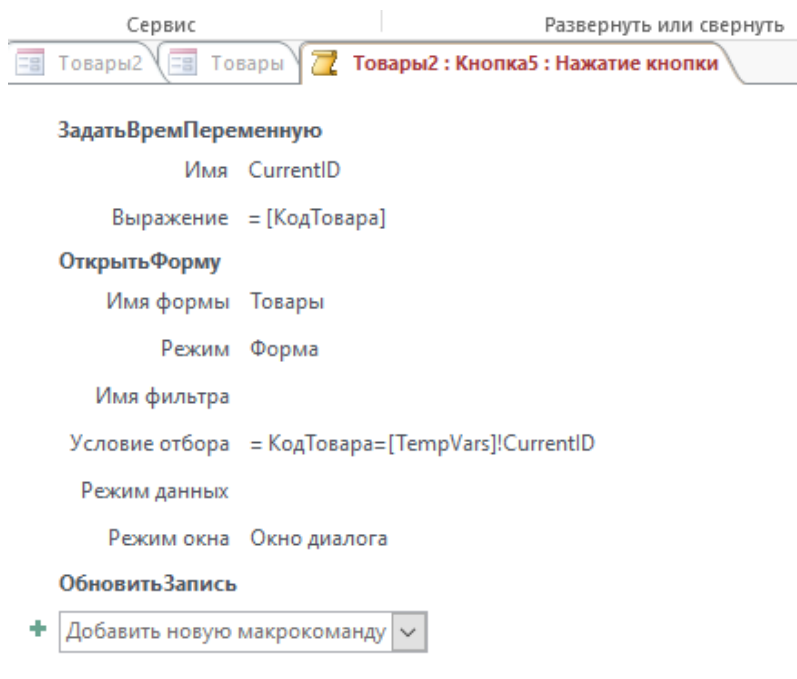 Сервис Развернуть или свернуть
Товары2 Товары Товары2 : Кнопка5 : Нажатие кнопки
ЗадатьВремПеременную
Имя CurrentID
Выражение = [КодТовара]
ОткрытьФорму
Имя формы Товары
Режим Форма
Имя фильтра
Условие отбора = КодТовара=[TempVars]!CurrentID
Режим данных
Режим окна Окно диалога
ОбновитьЗапись
Добавить новую макрокоманду